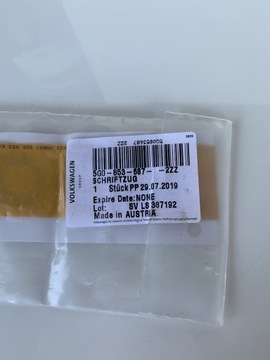 5G0853687 2ZZ
5G0-853-687- -2ZZ
SCHRIFTZUG
1 Stück PP 29.07.2019
Expire Date: NONE
Lot: SV LS 387192
Made in AUSTRIA
VOLKSWAGEN
GROUP